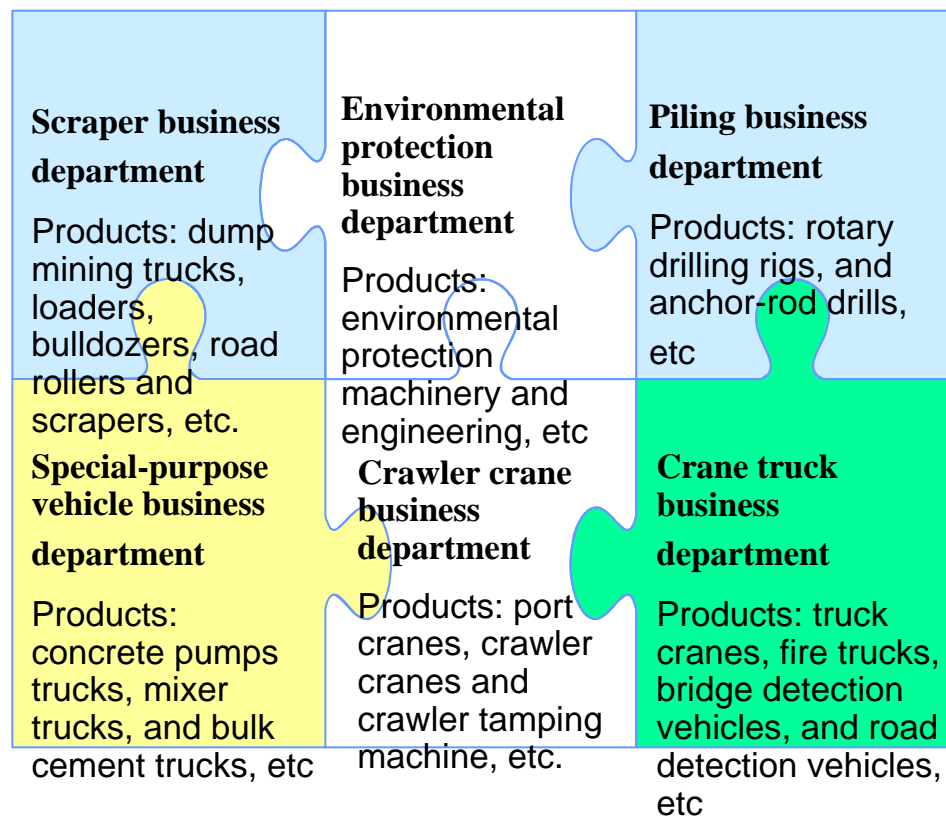 Scraper business
department
Products: dump
mining trucks,
loaders,
bulldozers, road
rollers and
scrapers, etc.
Environmental
protection
business
department
Products:
environmental
protection
machinery and
engineering, etc
Piling business
department
Products: rotary
drilling rigs, and
anchor-rod drills,
etc
Special-purpose
vehicle business
department
Products:
concrete pumps
trucks, mixer
trucks, and bulk
cement trucks, etc
Crawler crane
business
department
Products: port
cranes, crawler
cranes and
crawler tamping
machine, etc.
Crane truck
business
department
Products: truck
cranes, fire trucks,
bridge detection
vehicles, and road
detection vehicles,
etc